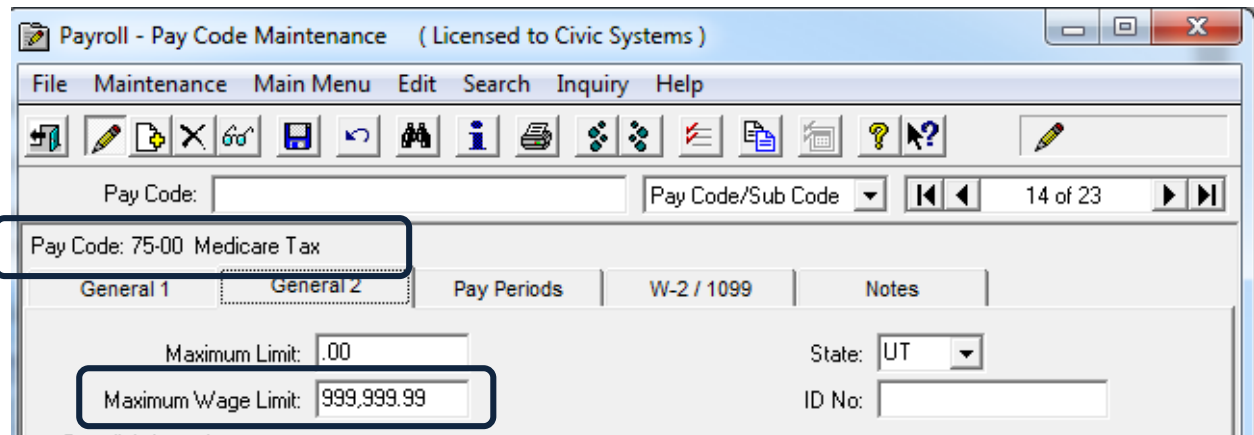 Payroll - Pay Code Maintenance ( Licensed to Civic Systems )
File Maintenance Main Menu Edit Search Inquiry Help
Pay Code: Pay Code/Sub Code 14 of 23
Pay Code: 75-00 Medicare Tax
General 1 General 2 Pay Periods W-2 / 1099 Notes
Maximum Limit: .00 State: UT
Maximum Wage Limit: 999,999.99 ID No: